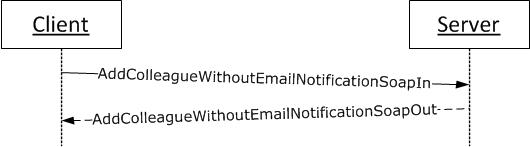 Client
Server
AddColleagueWithoutEmailNotificationSoapIn
AddColleagueWithoutEmailNotificationSoapOut